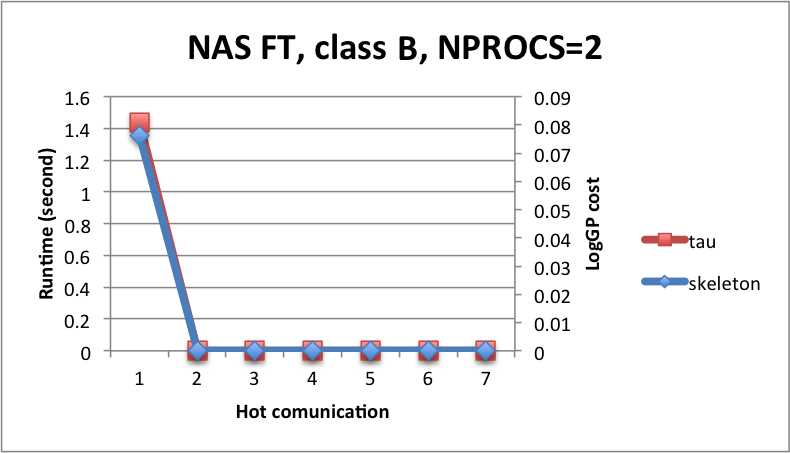 NAS FT, class B, NPROCS=2
Runtime (second)
1.6
1.4
1.2
1
0.8
0.6
0.4
0.2
0
0.09
0.08
0.07
0.06
0.05
0.04
0.03
0.02
0.01
0
LogGP cost
1 2 3 4 5 6 7
Hot comunication
tau
skeleton